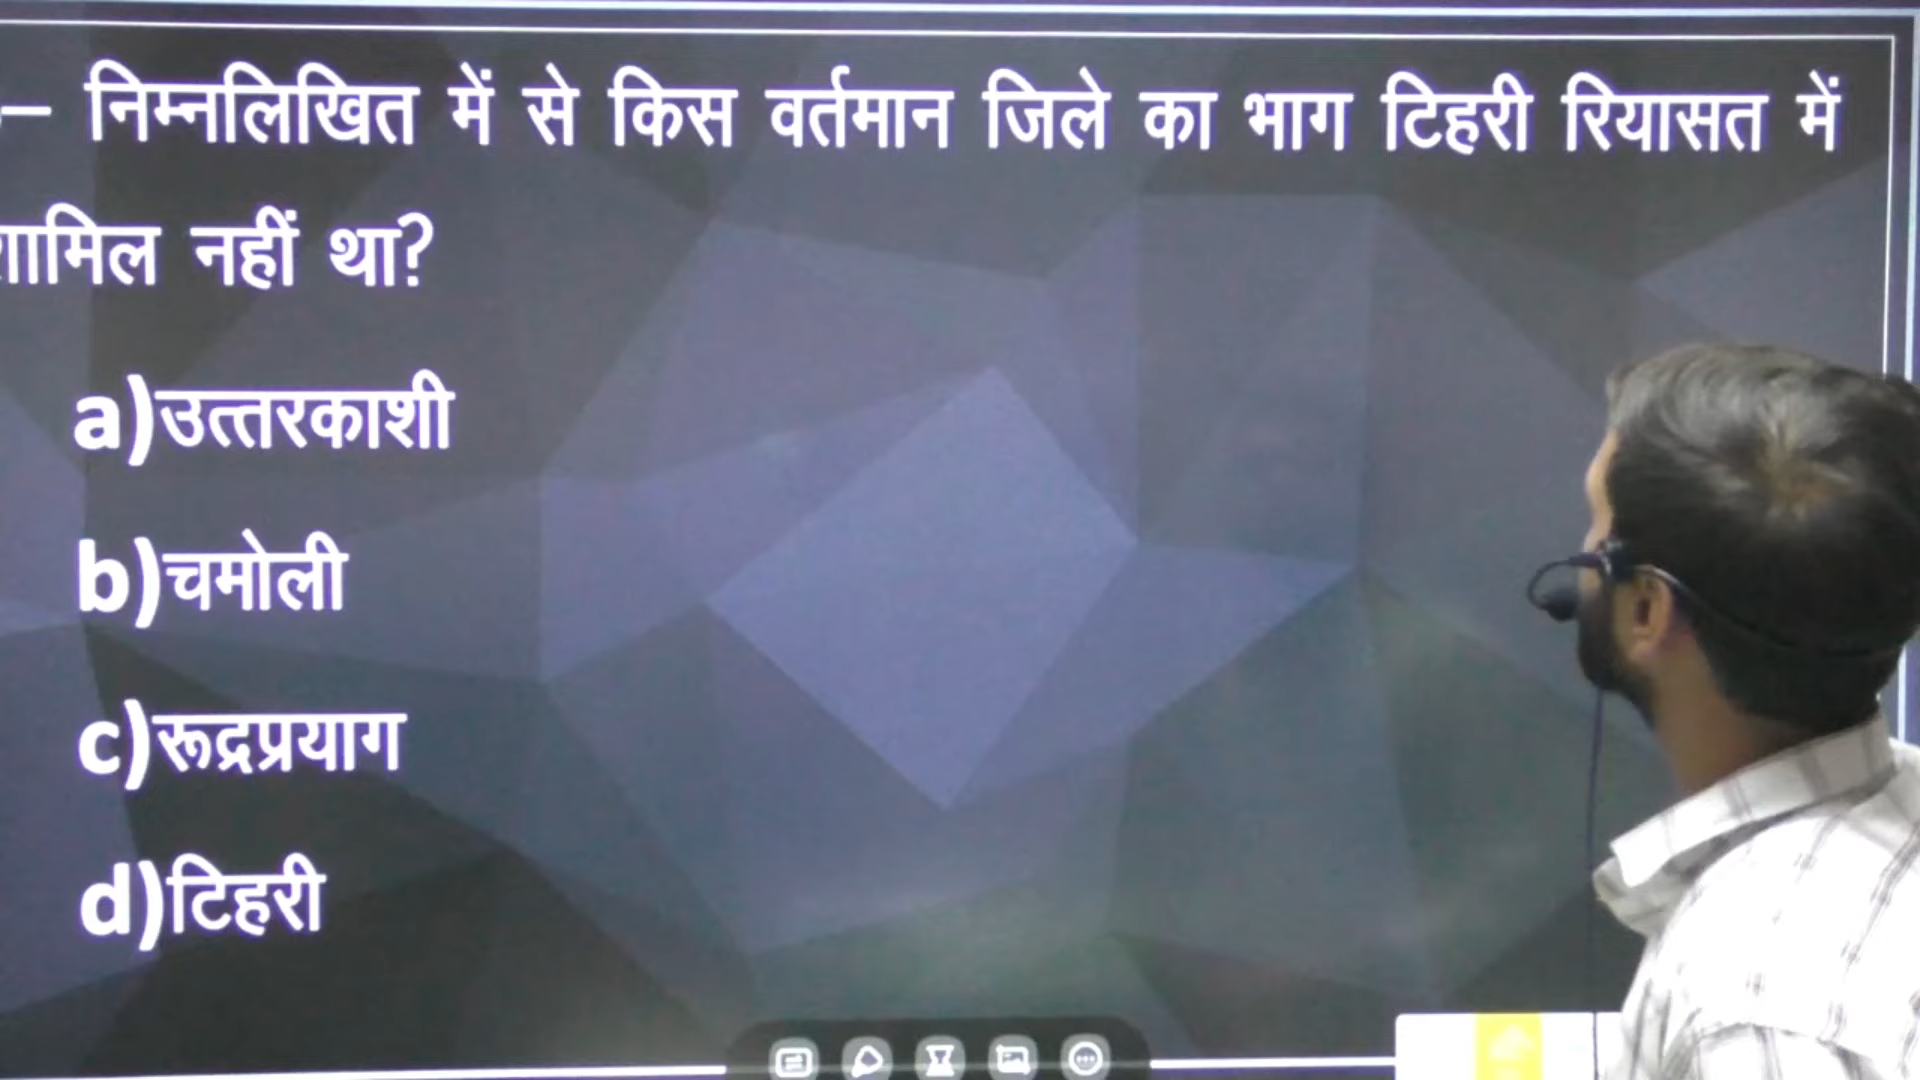 – निम्नलिखित में से किस वर्तमान जिले का भाग टिहरी रियासत में
शामिल नहीं था?
a)उत्तरकाशी
b)चमोली
c)रूद्रप्रयाग
d)टिहरी